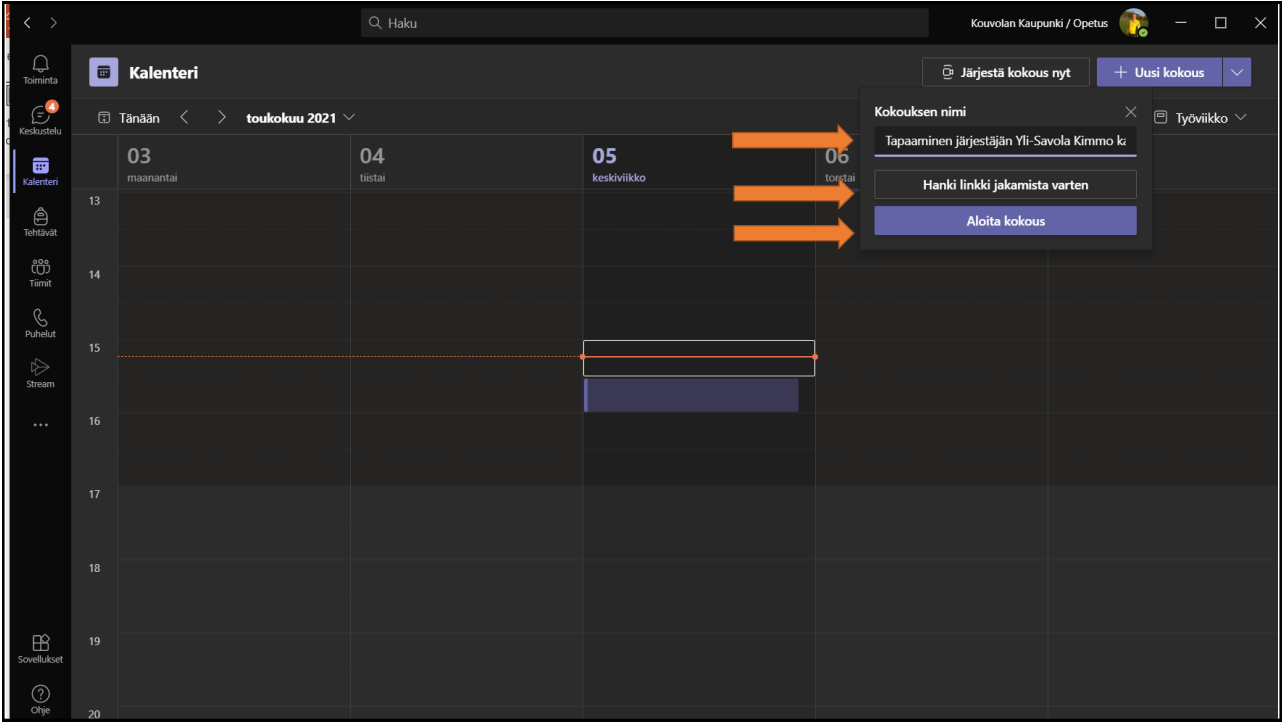 Haku
Kouvolan Kaupunki / Opetus
Toiminta
4
Keskustelu
Kalenteri
Tehtävät
Tiimit
Puhelut
Stream
Sovellukset
Ohje
Kalenteri
Järjestä kokous nyt
Uusi kokous
Tänään
toukokuu 2021
Työviikko
Kokouksen nimi
Tapaaminen järjestäjän Yli-Savola Kimmo ka
Hanki linkki jakamista varten
Aloita kokous
03
maanantai
04
tiistai
05
keskiviikko
06
torstai
13
14
15
16
17
18
19
20